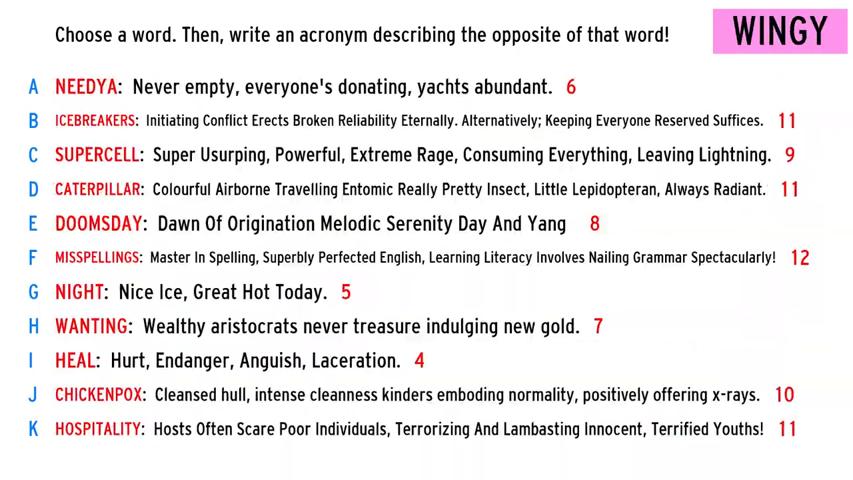 Choose a word. Then, write an acronym describing the opposite of that word!
WINGY
A NEEDYA: Never empty, everyone's donating, yachts abundant. 6
B ICEBREAKERS: Initiating Conflict Erects Broken Reliability Eternally. Alternatively; Keeping Everyone Reserved Suffices. 11
C SUPERCELL: Super Usurping, Powerful, Extreme Rage, Consuming Everything, Leaving Lightning. 9
D CATERPILLAR: Colourful Airborne Travelling Entomic Really Pretty Insect, Little Lepidopteran, Always Radiant. 11
E DOOMSDAY: Dawn Of Origination Melodic Serenity Day And Yang 8
F MISSPELLINGS: Master In Spelling, Superbly Perfected English, Learning Literacy Involves Nailing Grammar Spectacularly! 12
G NIGHT: Nice Ice, Great Hot Today. 5
H WANTING: Wealthy aristocrats never treasure indulging new gold. 7
I HEAL: Hurt, Endanger, Anguish, Laceration. 4
J CHICKENPOX: Cleansed hull, intense cleanness kinders emboding normality, positively offering x-rays. 10
K HOSPITALITY: Hosts Often Scare Poor Individuals, Terrorizing And Lambasting Innocent, Terrified Youths! 11